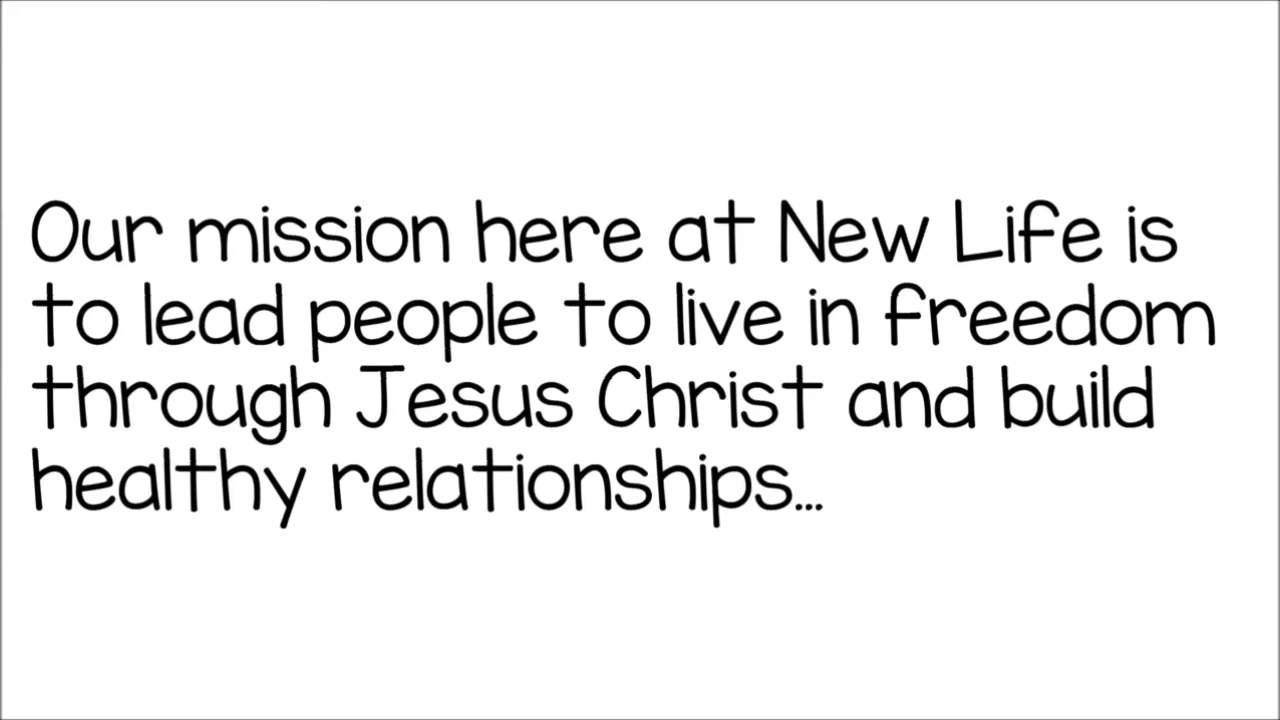 Our mission here at New Life is
to lead people to live in freedom
through Jesus Christ and build
healthy relationships...